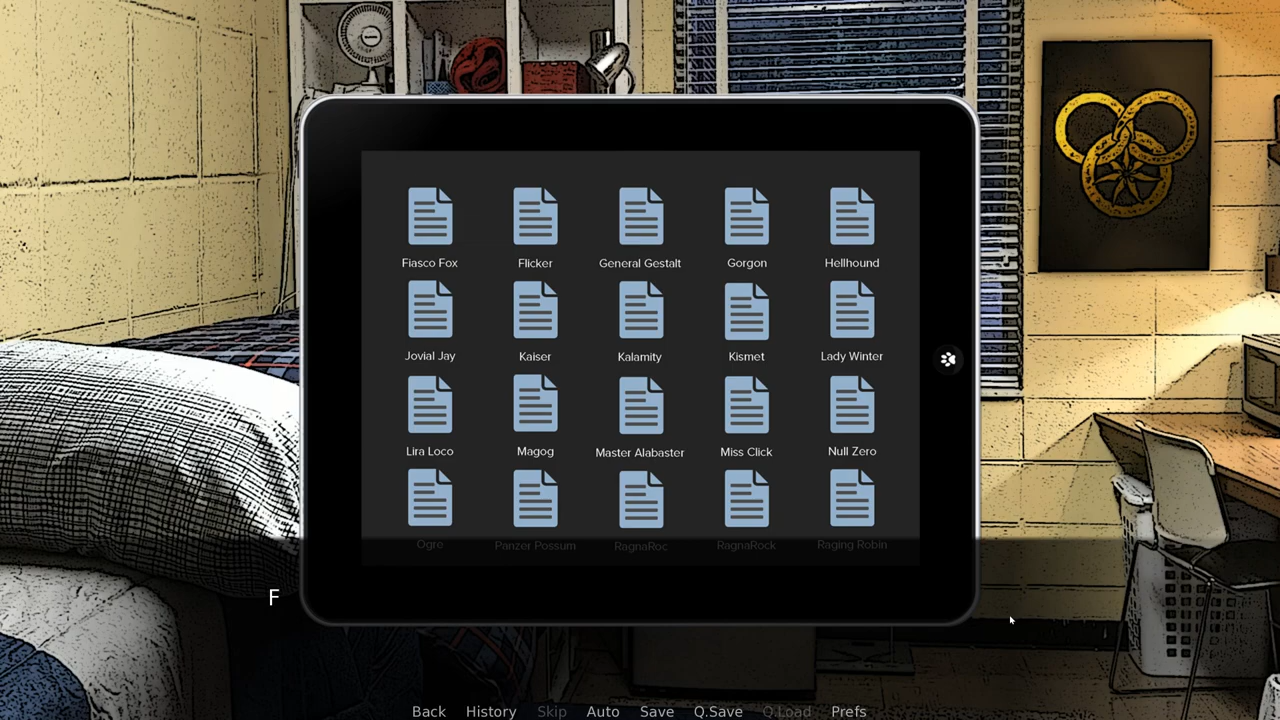 Fiasco Fox Flicker General Gestalt Gorgon Hellhound
Jovial Jay Kaiser Kalamity Kismet Lady Winter
Lira Loco Magog Master Alabaster Miss Click Null Zero
Ogre Panzer Possum RagnaRoc RagnaRock Raging Robin
F
Back History Skip Auto Save Q.Save Q.Load Prefs